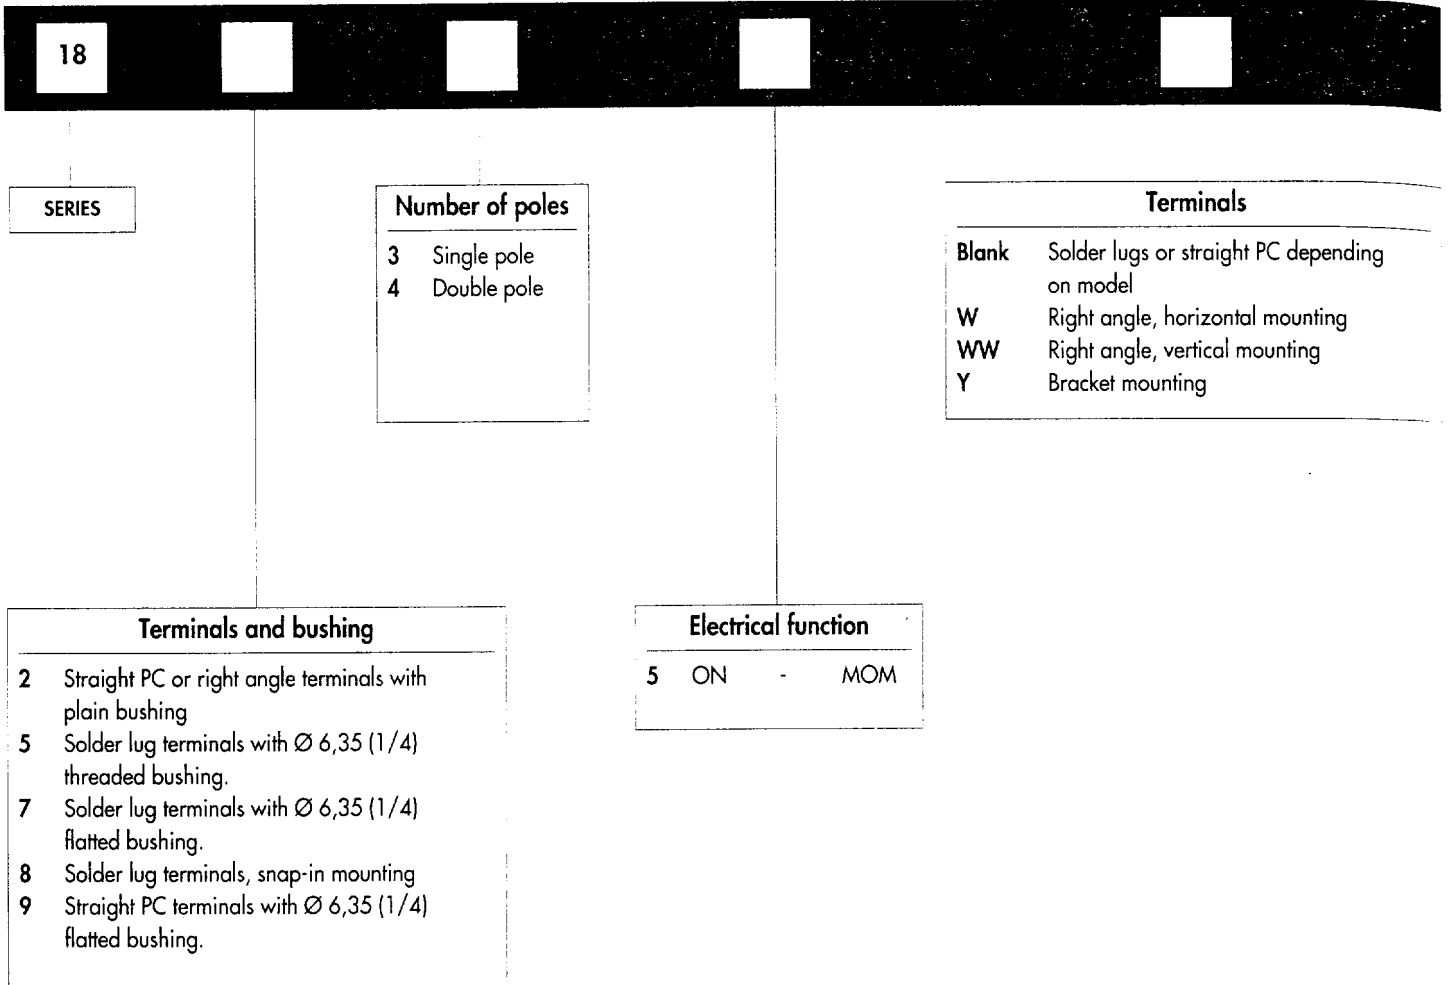 18
SERIES
Number of poles
3 Single pole
4 Double pole
Terminals
Blank Solder lugs or straight PC depending
on model
W Right angle, horizontal mounting
WW Right angle, vertical mounting
Y Bracket mounting
Terminals and bushing
2 Straight PC or right angle terminals with
plain bushing
5 Solder lug terminals with Ø 6,35 (1/4)
threaded bushing.
7 Solder lug terminals with Ø 6,35 (1/4)
flatted bushing.
8 Solder lug terminals, snap-in mounting
9 Straight PC terminals with Ø 6,35 (1/4)
flatted bushing.
Electrical function
5 ON - MOM